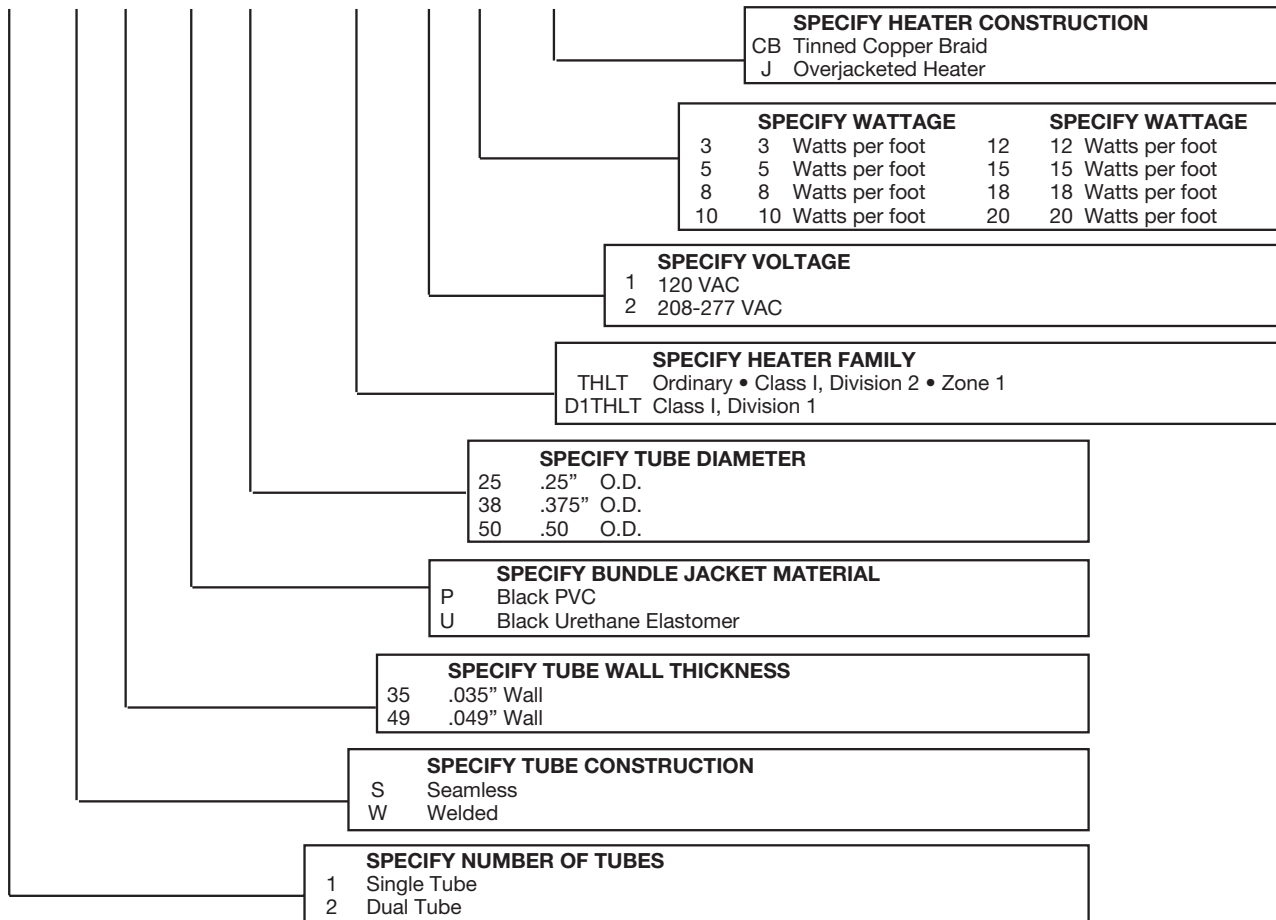 SPECIFY HEATER CONSTRUCTION
CB Tinned Copper Braid
J Overjacketed Heater
SPECIFY WATTAGE SPECIFY WATTAGE
3 3 Watts per foot 12 12 Watts per foot
5 5 Watts per foot 15 15 Watts per foot
8 8 Watts per foot 18 18 Watts per foot
10 10 Watts per foot 20 20 Watts per foot
SPECIFY VOLTAGE
1 120 VAC
2 208-277 VAC
SPECIFY HEATER FAMILY
THLT Ordinary • Class I, Division 2 • Zone 1
D1THLT Class I, Division 1
SPECIFY TUBE DIAMETER
25 .25” O.D.
38 .375” O.D.
50 .50 O.D.
SPECIFY BUNDLE JACKET MATERIAL
P Black PVC
U Black Urethane Elastomer
SPECIFY TUBE WALL THICKNESS
35 .035” Wall
49 .049” Wall
SPECIFY TUBE CONSTRUCTION
S Seamless
W Welded
SPECIFY NUMBER OF TUBES
1 Single Tube
2 Dual Tube